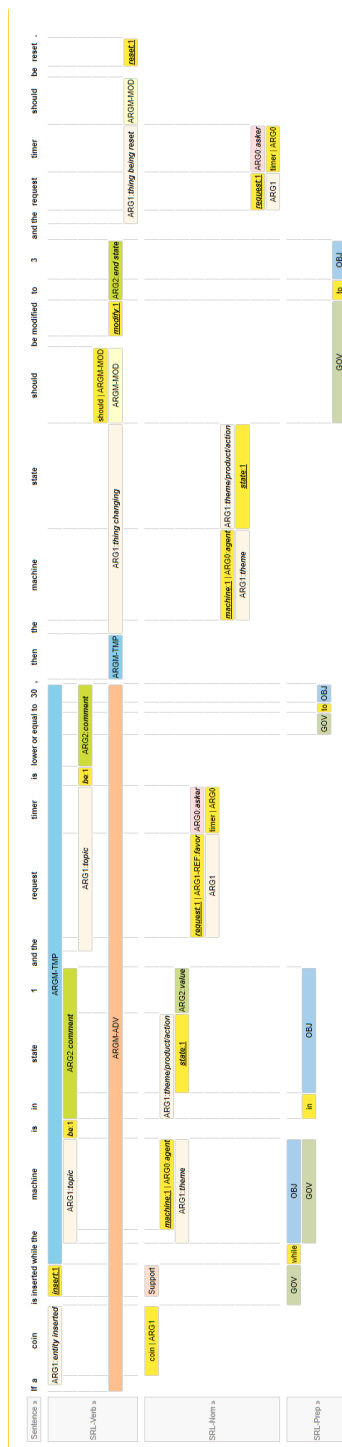 Sentence » If a coin is inserted while the machine is in state 1 and the request timer is lower or equal to 30 , then the machine state should be modified to 3 and the request timer should be reset .
SRL-Verb »
ARG1:entity inserted insert.1 ARGM-TMP
ARG1:topic be.1 ARG2:comment
ARG1:topic be.1 ARG2:comment
should | ARGM-MOD
ARGM-ADV ARGM-TMP ARG1:thing changing ARGM-MOD modify.1 ARG2:end state
ARG1:thing being reset ARGM-MOD reset.1
SRL-Nom »
coin | ARG1 Support
machine.1 | ARG0:agent ARG1:theme/product/action
ARG1:theme state.1 ARG2:value
request.1 | ARG1-REF:favor ARG0:asker
ARG1 timer | ARG0
machine.1 | ARG0:agent ARG1:theme/product/action
ARG1:theme state.1
request.1 ARG0:asker
ARG1 timer | ARG0
SRL-Prep »
GOV while OBJ
GOV in OBJ
GOV to OBJ
GOV to OBJ